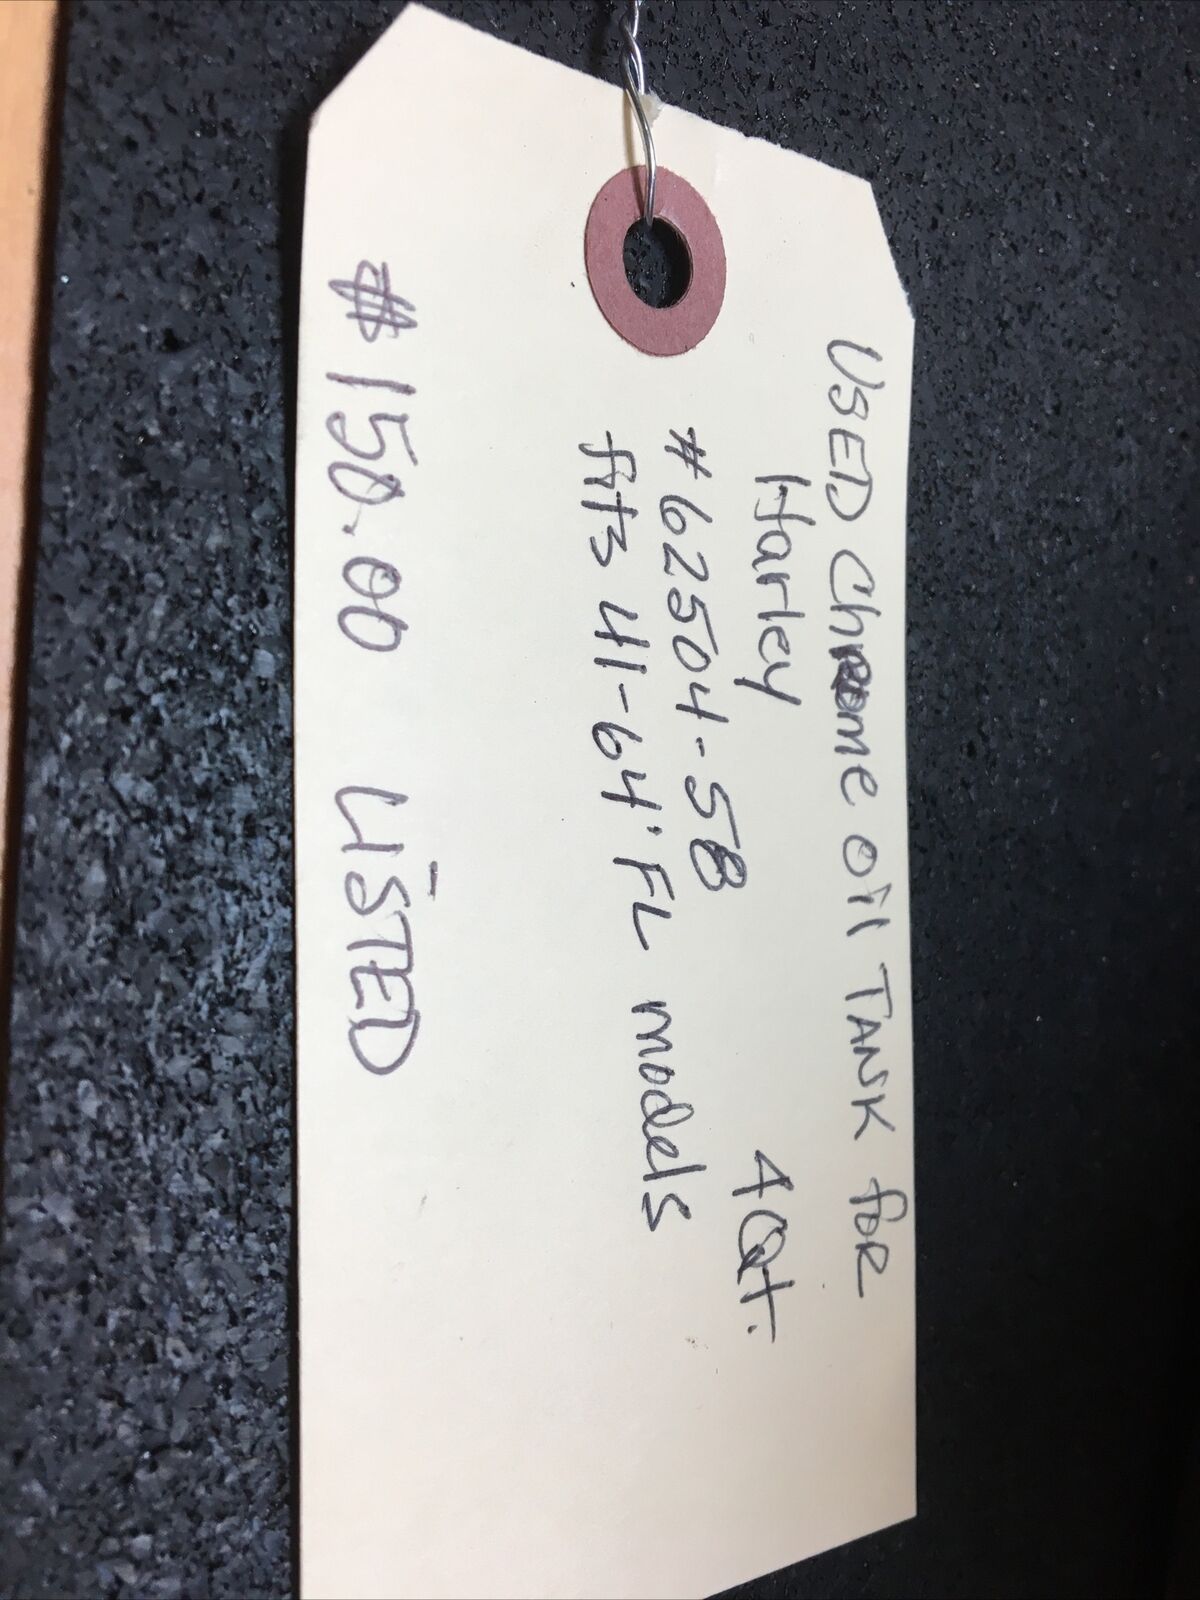 USED Chrome oil TANK for
Harley 4Qt.
#62504-58
fits 41-64' FL models
$150.00 LiSTED